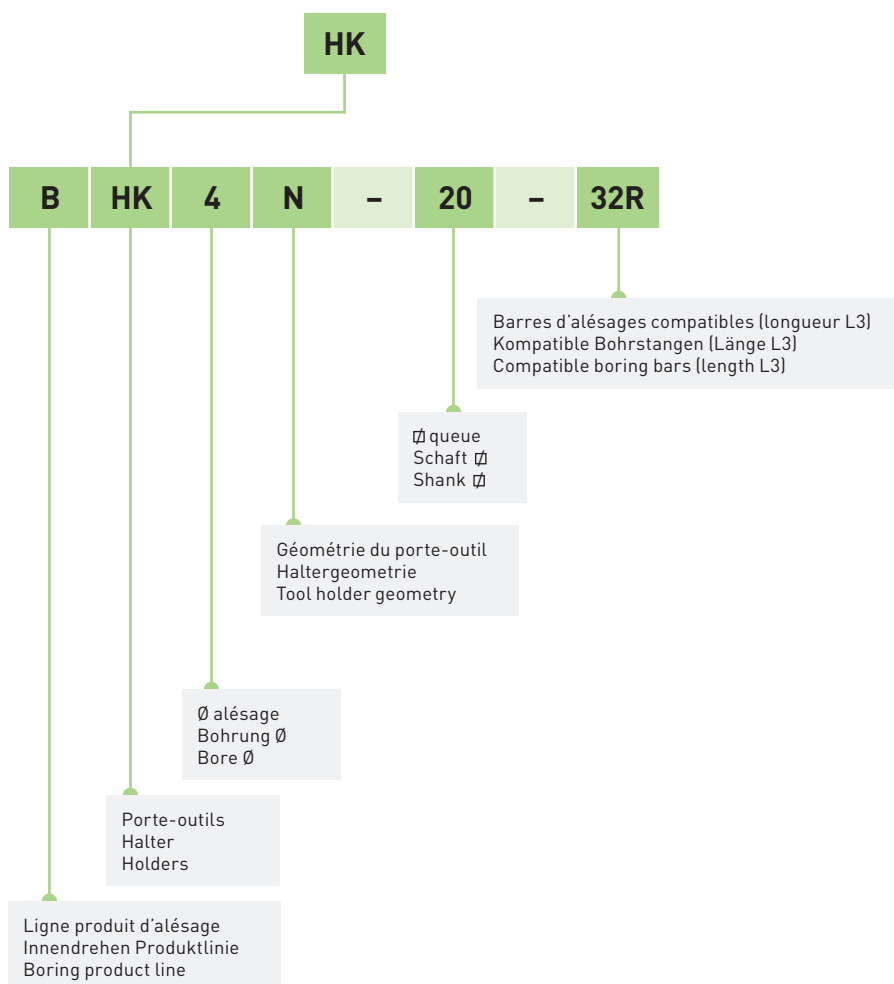 HK
B HK 4 N – 20 – 32R
Barres d'alésages compatibles (longueur L3)
Kompatible Bohrstangen (Länge L3)
Compatible boring bars (length L3)
⌀ queue
Schaft ⌀
Shank ⌀
Géométrie du porte-outil
Haltergeometrie
Tool holder geometry
Ø alésage
Bohrung Ø
Bore Ø
Porte-outils
Halter
Holders
Ligne produit d'alésage
Innendrehen Produktlinie
Boring product line